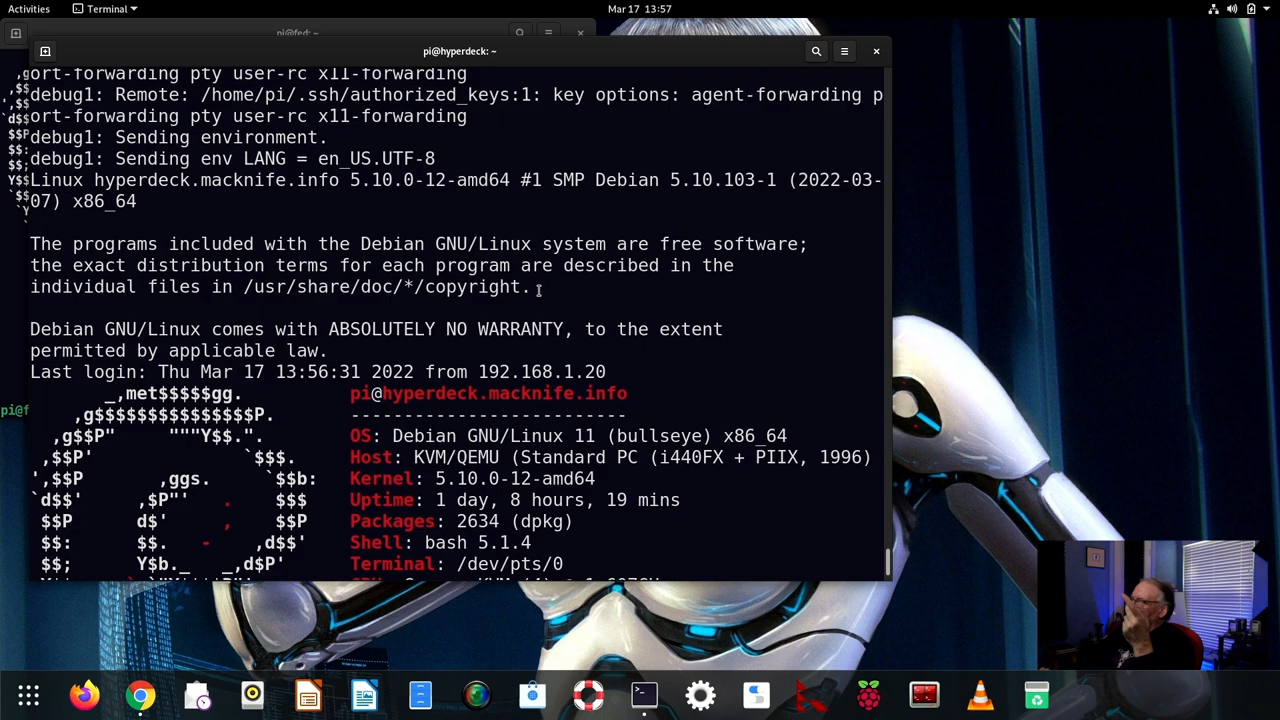 Activities
Terminal
Mar 17 13:57
pi@fed: ~
pi@hyperdeck: ~
ort-forwarding pty user-rc x11-forwarding
debug1: Remote: /home/pi/.ssh/authorized_keys:1: key options: agent-forwarding p
ort-forwarding pty user-rc x11-forwarding
debug1: Sending environment.
debug1: Sending env LANG = en_US.UTF-8
Linux hyperdeck.macknife.info 5.10.0-12-amd64 #1 SMP Debian 5.10.103-1 (2022-03-
07) x86_64
The programs included with the Debian GNU/Linux system are free software;
the exact distribution terms for each program are described in the
individual files in /usr/share/doc/*/copyright.
Debian GNU/Linux comes with ABSOLUTELY NO WARRANTY, to the extent
permitted by applicable law.
Last login: Thu Mar 17 13:56:31 2022 from 192.168.1.20
_,met$$$$$gg. pi@hyperdeck.macknife.info
,g$$$$$$$$$$$$$$$P. --------------------------
,g$$P" """Y$$.". OS: Debian GNU/Linux 11 (bullseye) x86_64
,$$P' `$$$. Host: KVM/QEMU (Standard PC (i440FX + PIIX, 1996)
',$$P ,ggs. `$$b: Kernel: 5.10.0-12-amd64
`d$$' ,$P"' . $$$ Uptime: 1 day, 8 hours, 19 mins
$$P d$' , $$P Packages: 2634 (dpkg)
$$: $$. - ,d$$' Shell: bash 5.1.4
$$; Y$b._ _,d$P' Terminal: /dev/pts/0
pi@f